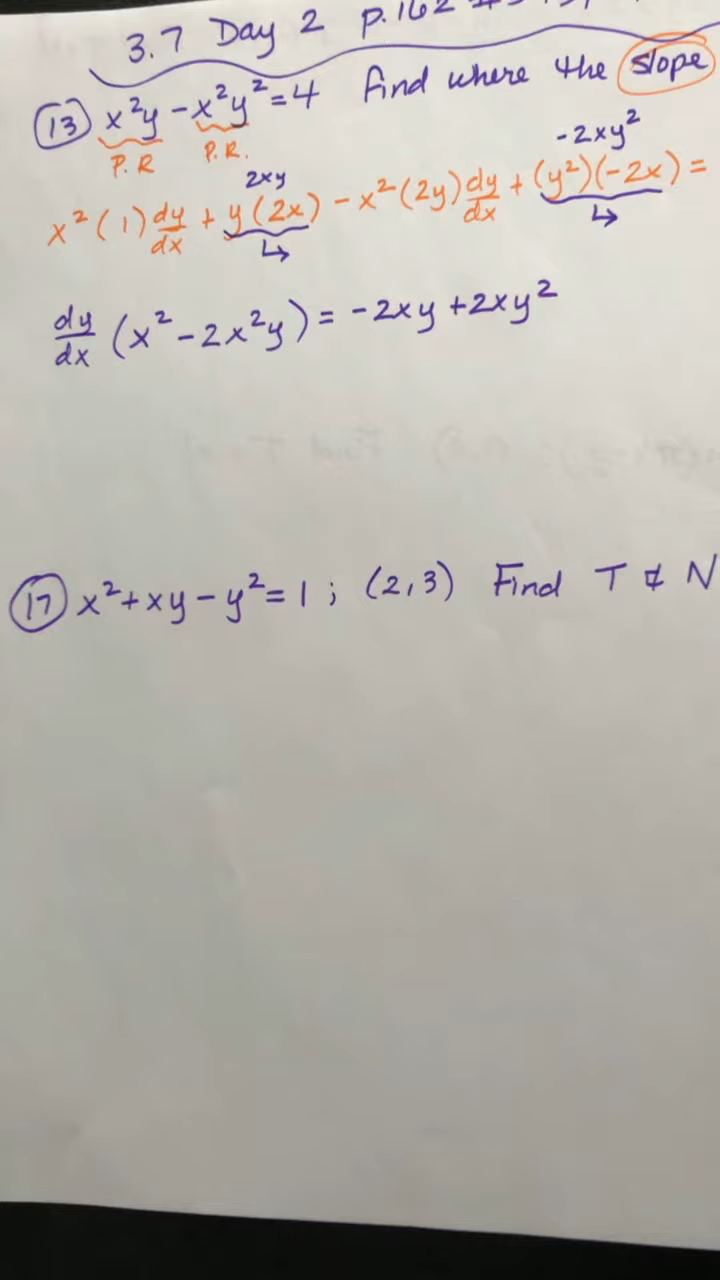 3.7 Day 2 p.162
(13) x²y - x²y² = 4 find where the slope
P.R P.R.
2xy -2xy²
x²(1) dy/dx + y(2x) - x²(2y) dy/dx + (y²)(-2x) =
dy/dx (x² - 2x²y) = -2xy + 2xy²
(17) x² + xy - y² = 1 ; (2,3) Find T & N